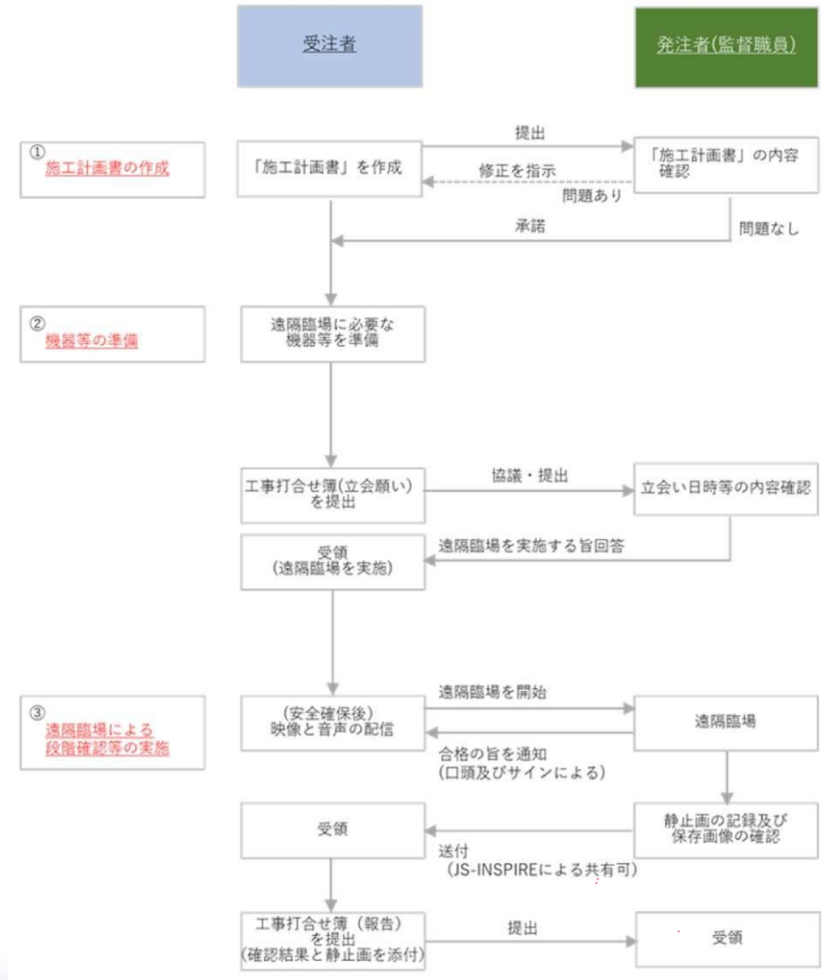 受注者
発注者(監督職員)
①
施工計画書の作成
「施工計画書」を作成
提出
「施工計画書」の内容
確認
修正を指示
問題あり
承諾
問題なし
②
機器等の準備
遠隔臨場に必要な
機器等を準備
工事打合せ簿(立会願い)
を提出
協議・提出
立会い日時等の内容確認
受領
(遠隔臨場を実施)
遠隔臨場を実施する旨回答
③
遠隔臨場による
段階確認等の実施
(安全確保後)
映像と音声の配信
遠隔臨場を開始
遠隔臨場
合格の旨を通知
(口頭及びサインによる)
受領
静止画の記録及び
保存画像の確認
送付
(JS-INSPIREによる共有可)
工事打合せ簿（報告）
を提出
(確認結果と静止画を添付)
提出
受領